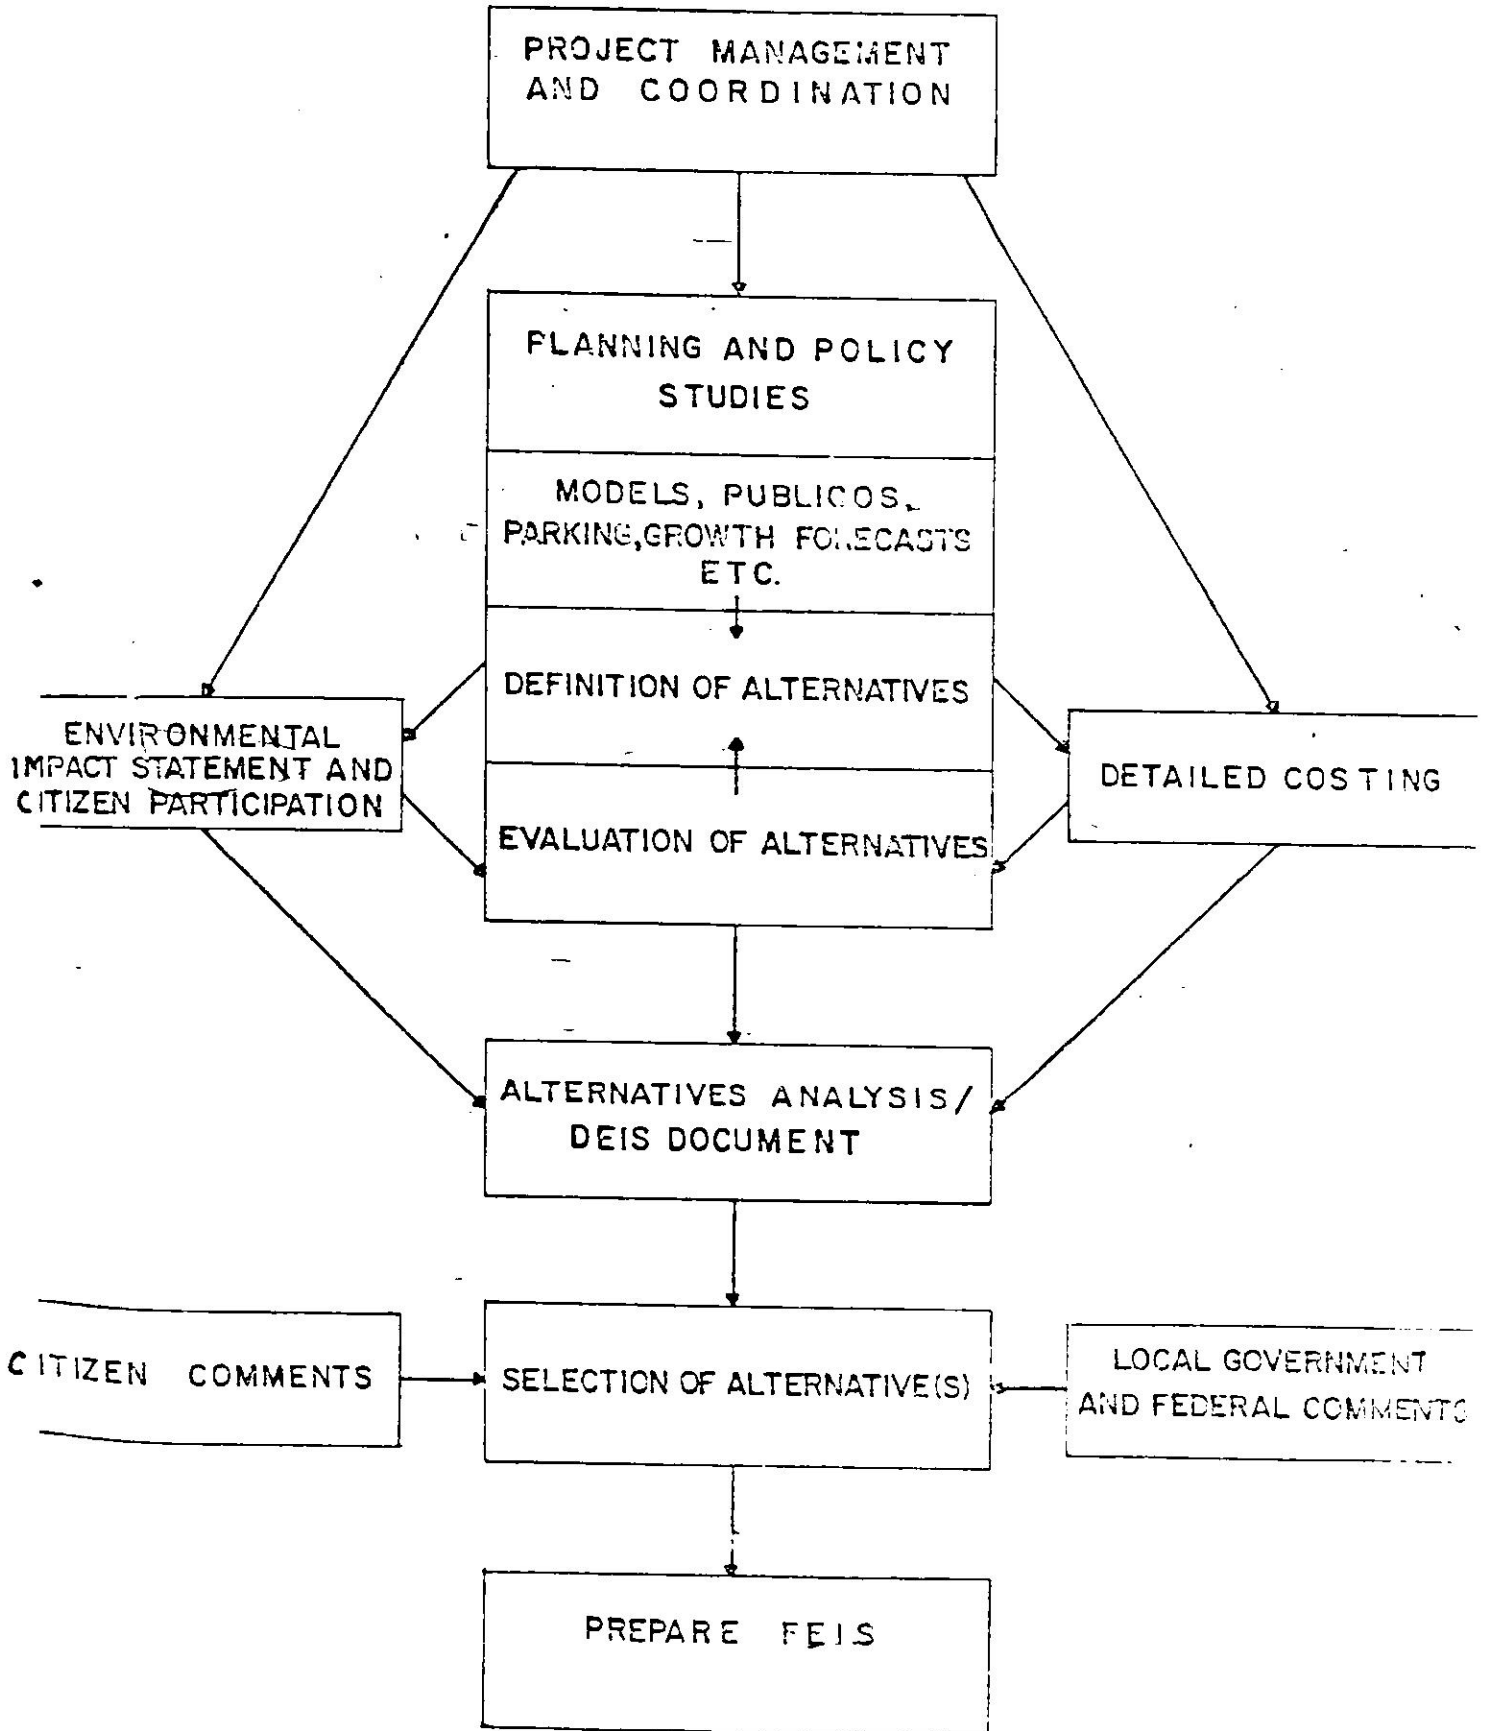 PROJECT MANAGEMENT
AND COORDINATION
PLANNING AND POLICY
STUDIES
MODELS, PUBLICOS,
PARKING, GROWTH FORECASTS
ETC.
DEFINITION OF ALTERNATIVES
ENVIRONMENTAL
IMPACT STATEMENT AND
CITIZEN PARTICIPATION
DETAILED COSTING
EVALUATION OF ALTERNATIVES
ALTERNATIVES ANALYSIS/
DEIS DOCUMENT
CITIZEN COMMENTS
SELECTION OF ALTERNATIVE(S)
LOCAL GOVERNMENT
AND FEDERAL COMMENTS
PREPARE FEIS